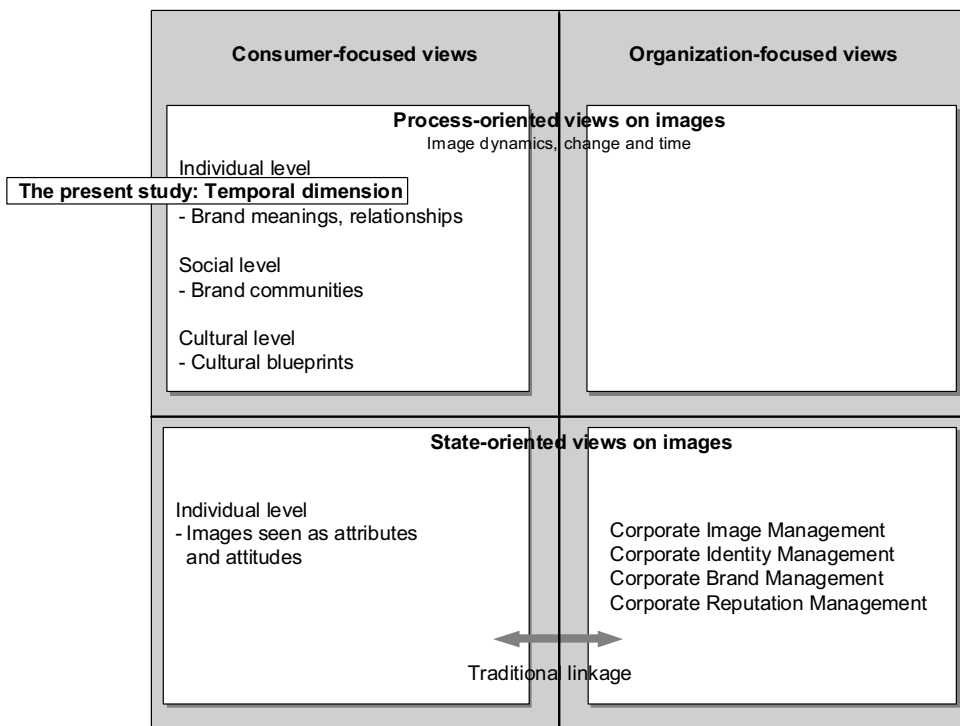 Consumer-focused views
Organization-focused views
Process-oriented views on images
Image dynamics, change and time
Individual level
The present study: Temporal dimension
- Brand meanings, relationships
Social level
- Brand communities
Cultural level
- Cultural blueprints
State-oriented views on images
Individual level
- Images seen as attributes
and attitudes
Corporate Image Management
Corporate Identity Management
Corporate Brand Management
Corporate Reputation Management
Traditional linkage